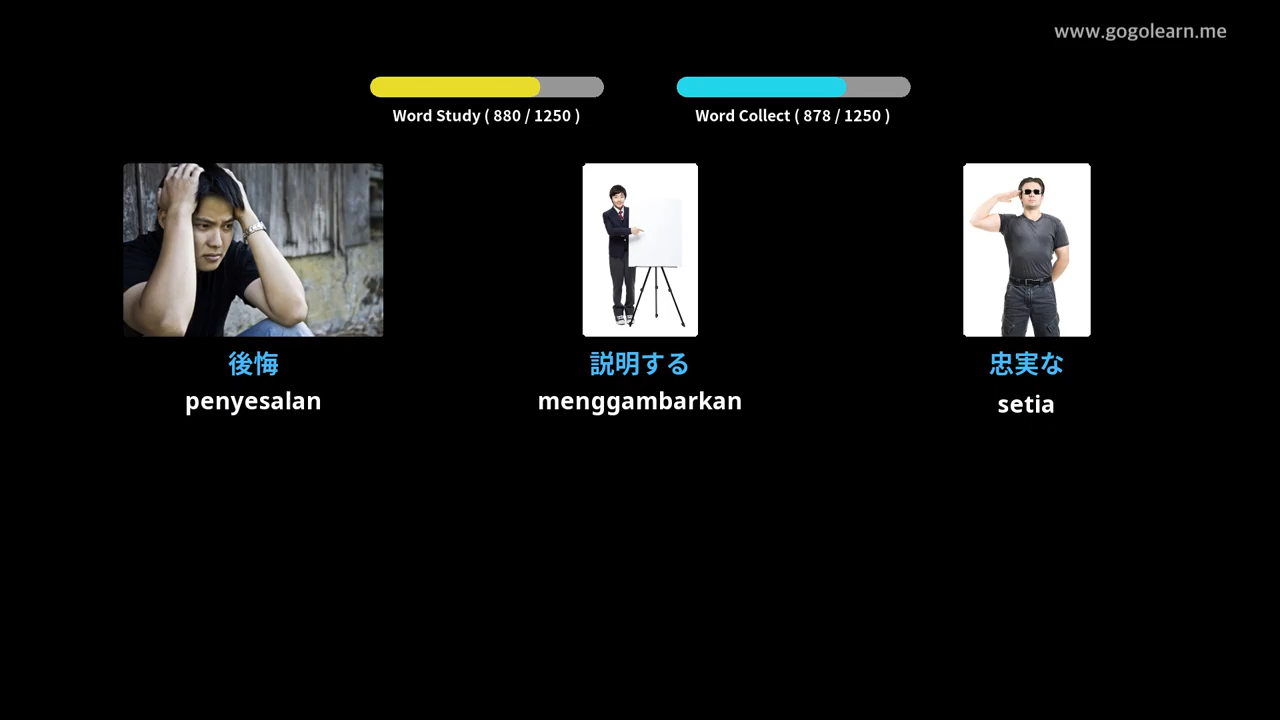 www.gogolearn.me
Word Study ( 880 / 1250 )
Word Collect ( 878 / 1250 )
後悔
penyesalan
説明する
menggambarkan
忠実な
setia